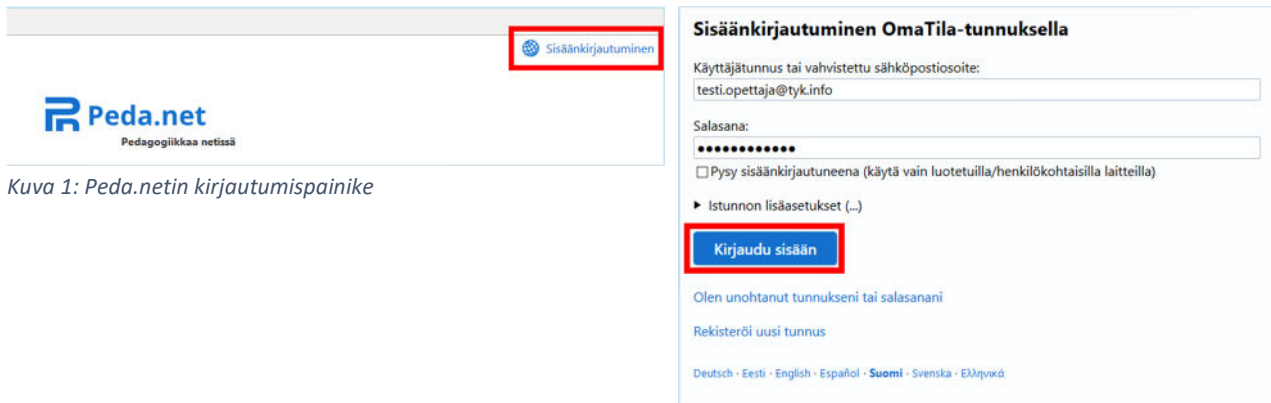 Sisäänkirjautuminen
Peda.net
Pedagogiikkaa netissä
Kuva 1: Peda.netin kirjautumispainike
Sisäänkirjautuminen OmaTila-tunnuksella
Käyttäjätunnus tai vahvistettu sähköpostiosoite:
testi.opettaja@tyk.info
Salasana:
●●●●●●●●●●●●
Pysy sisäänkirjautuneena (käytä vain luotetuilla/henkilökohtaisilla laitteilla)
Istunnon lisäasetukset (...)
Kirjaudu sisään
Olen unohtanut tunnukseni tai salasanani
Rekisteröi uusi tunnus
Deutsch · Eesti · English · Español · Suomi · Svenska · Ελληνικά